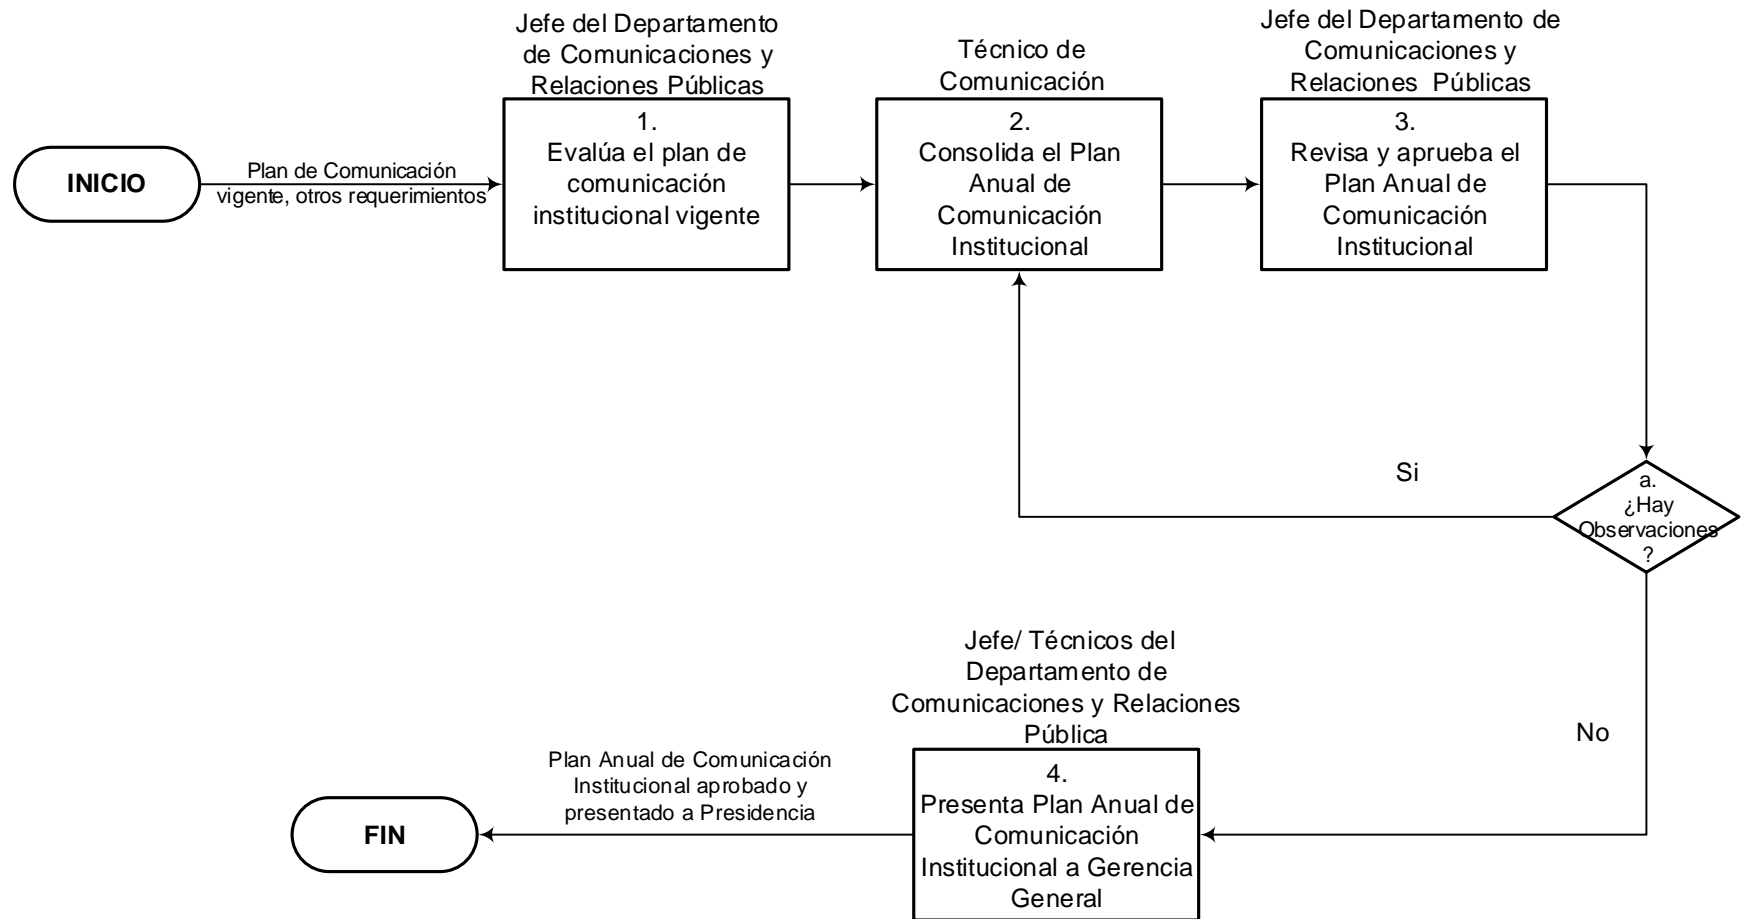 INICIO
Plan de Comunicación
vigente, otros requerimientos
Jefe del Departamento
de Comunicaciones y
Relaciones Públicas
1.
Evalúa el plan de
comunicación
institucional vigente
Técnico de
Comunicación
2.
Consolida el Plan
Anual de
Comunicación
Institucional
Jefe del Departamento de
Comunicaciones y
Relaciones Públicas
3.
Revisa y aprueba el
Plan Anual de
Comunicación
Institucional
a.
¿Hay
Observaciones
?
Si
No
Jefe/ Técnicos del
Departamento de
Comunicaciones y Relaciones
Pública
4.
Presenta Plan Anual de
Comunicación
Institucional a Gerencia
General
Plan Anual de Comunicación
Institucional aprobado y
presentado a Presidencia
FIN